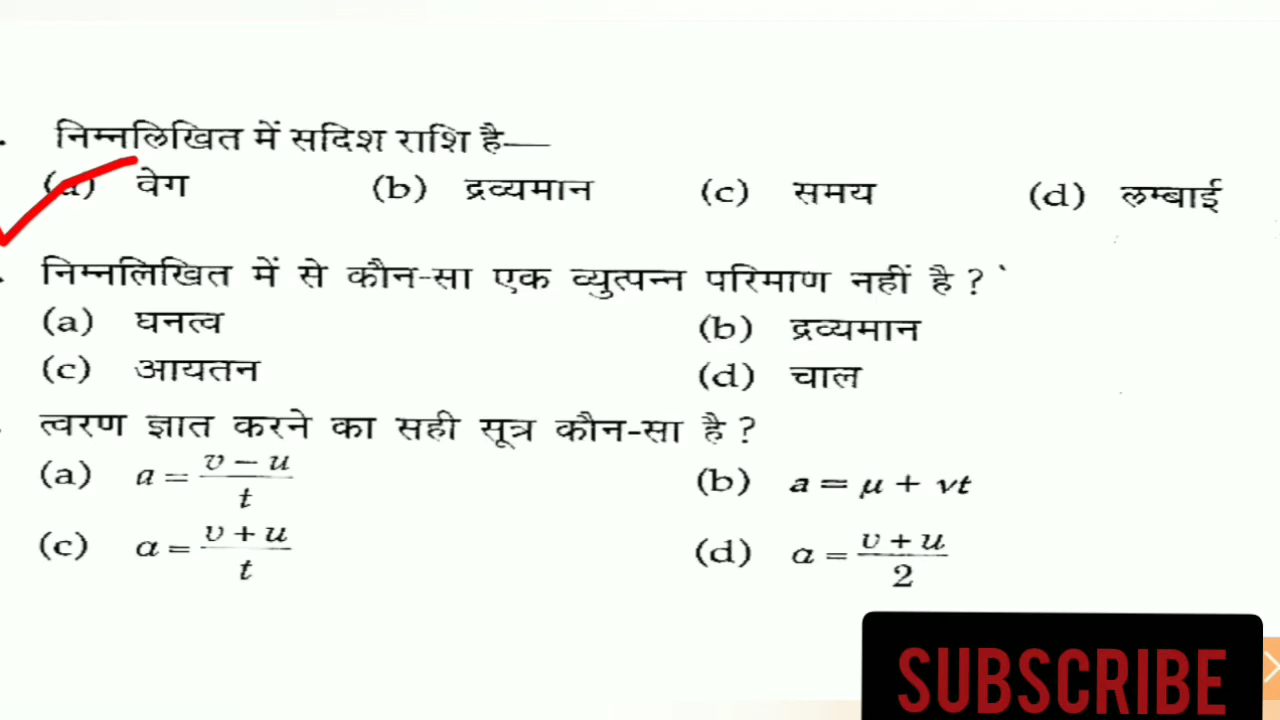 निम्नलिखित में सदिश राशि है—
(a) वेग (b) द्रव्यमान (c) समय (d) लम्बाई
निम्नलिखित में से कौन-सा एक व्युत्पन्न परिमाण नहीं है ?
(a) घनत्व (b) द्रव्यमान
(c) आयतन (d) चाल
त्वरण ज्ञात करने का सही सूत्र कौन-सा है ?
(a) a = (v – u)/t (b) a = μ + vt
(c) a = (v + u)/t (d) a = (v + u)/2
SUBSCRIBE